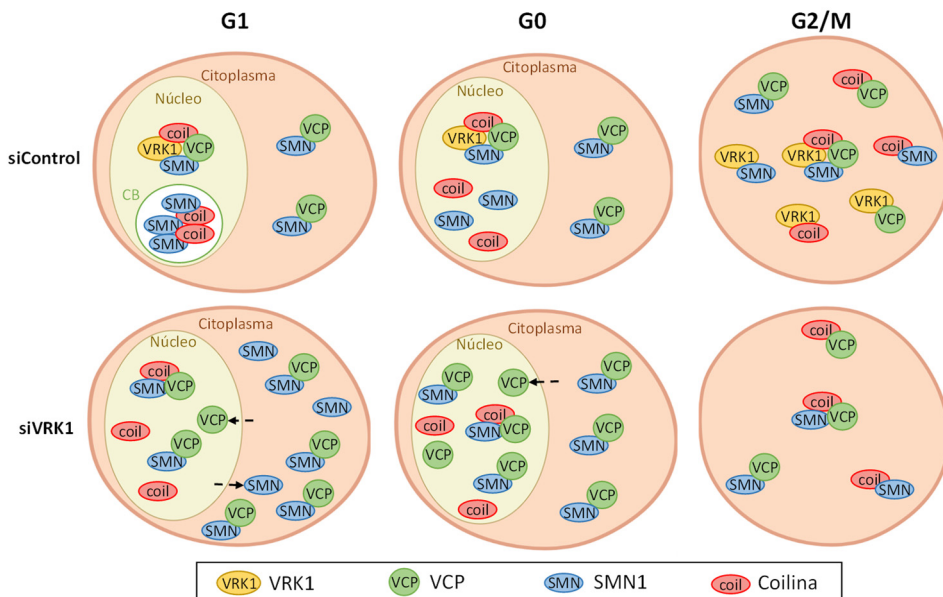 G1
G0
G2/M
siControl
Citoplasma
Núcleo
coil
VRK1 VCP
SMN
CB
SMN
coil
SMN
coil
SMN
VCP
SMN
VCP
SMN
Citoplasma
Núcleo
coil
VRK1 VCP
SMN
coil
SMN
SMN
coil
VCP
SMN
VCP
SMN
VCP
SMN
coil
VCP
VRK1
SMN
coil
VRK1 VCP
SMN
coil
SMN
VRK1
coil
VRK1
VCP
siVRK1
Citoplasma
Núcleo
coil
SMN VCP
VCP
coil
VCP
SMN
coil
SMN
VCP
SMN
SMN
VCP
SMN
SMN
VCP
SMN
VCP
SMN
Citoplasma
Núcleo
VCP
SMN
VCP
coil
coil
SMN VCP
VCP
VCP
SMN
coil
VCP
SMN
VCP
SMN
VCP
SMN
coil
VCP
coil
SMN VCP
VCP
SMN
coil
SMN
VRK1 VRK1
VCP VCP
SMN SMN1
coil Coilina